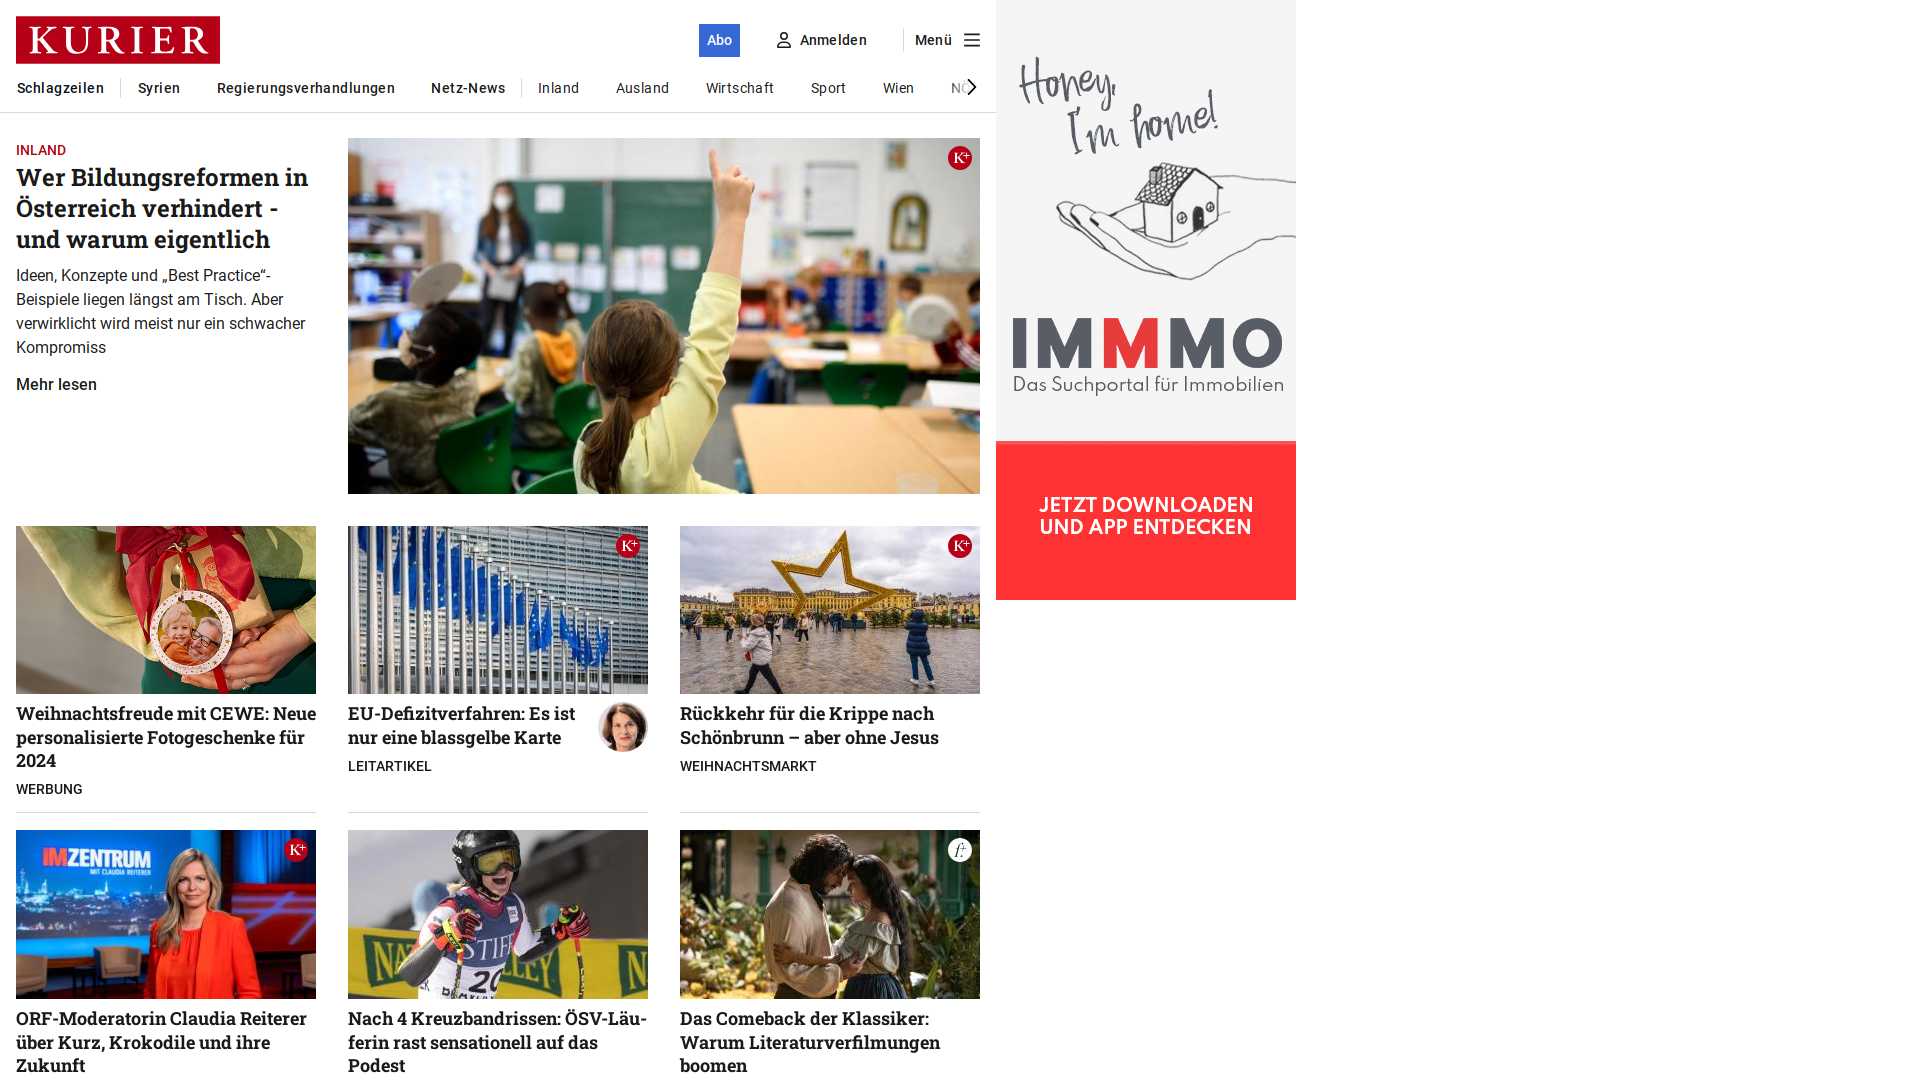 KURIER
Abo
Anmelden
Menü
Schlagzeilen
Syrien
Regierungsverhandlungen
Netz-News
Inland
Ausland
Wirtschaft
Sport
Wien
NÖ
INLAND
Wer Bildungsreformen in
Österreich verhindert -
und warum eigentlich
Ideen, Konzepte und „Best Practice“-
Beispiele liegen längst am Tisch. Aber
verwirklicht wird meist nur ein schwacher
Kompromiss
Mehr lesen
K+
K+
K+
Weihnachtsfreude mit CEWE: Neue
personalisierte Fotogeschenke für
2024
WERBUNG
EU-Defizitverfahren: Es ist
nur eine blassgelbe Karte
LEITARTIKEL
Rückkehr für die Krippe nach
Schönbrunn – aber ohne Jesus
WEIHNACHTSMARKT
IMZENTRUM
MIT CLAUDIA REITERER
K+
STIFEL
20
f+
ORF-Moderatorin Claudia Reiterer
über Kurz, Krokodile und ihre
Zukunft
Nach 4 Kreuzbandrissen: ÖSV-Läu-
ferin rast sensationell auf das
Podest
Das Comeback der Klassiker:
Warum Literaturverfilmungen
boomen
Honey,
I'm home!
IMMMO
Das Suchportal für Immobilien
JETZT DOWNLOADEN
UND APP ENTDECKEN